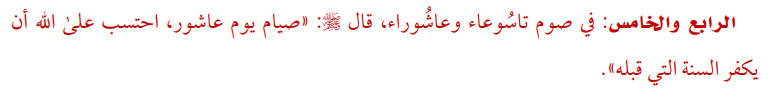 الرابع والخامس: في صوم تاسُوعاء وعاشُوراء، قال ﷺ: «صيام يوم عاشور، احتسب علىٰ الله أن
يكفر السنة التي قبله».